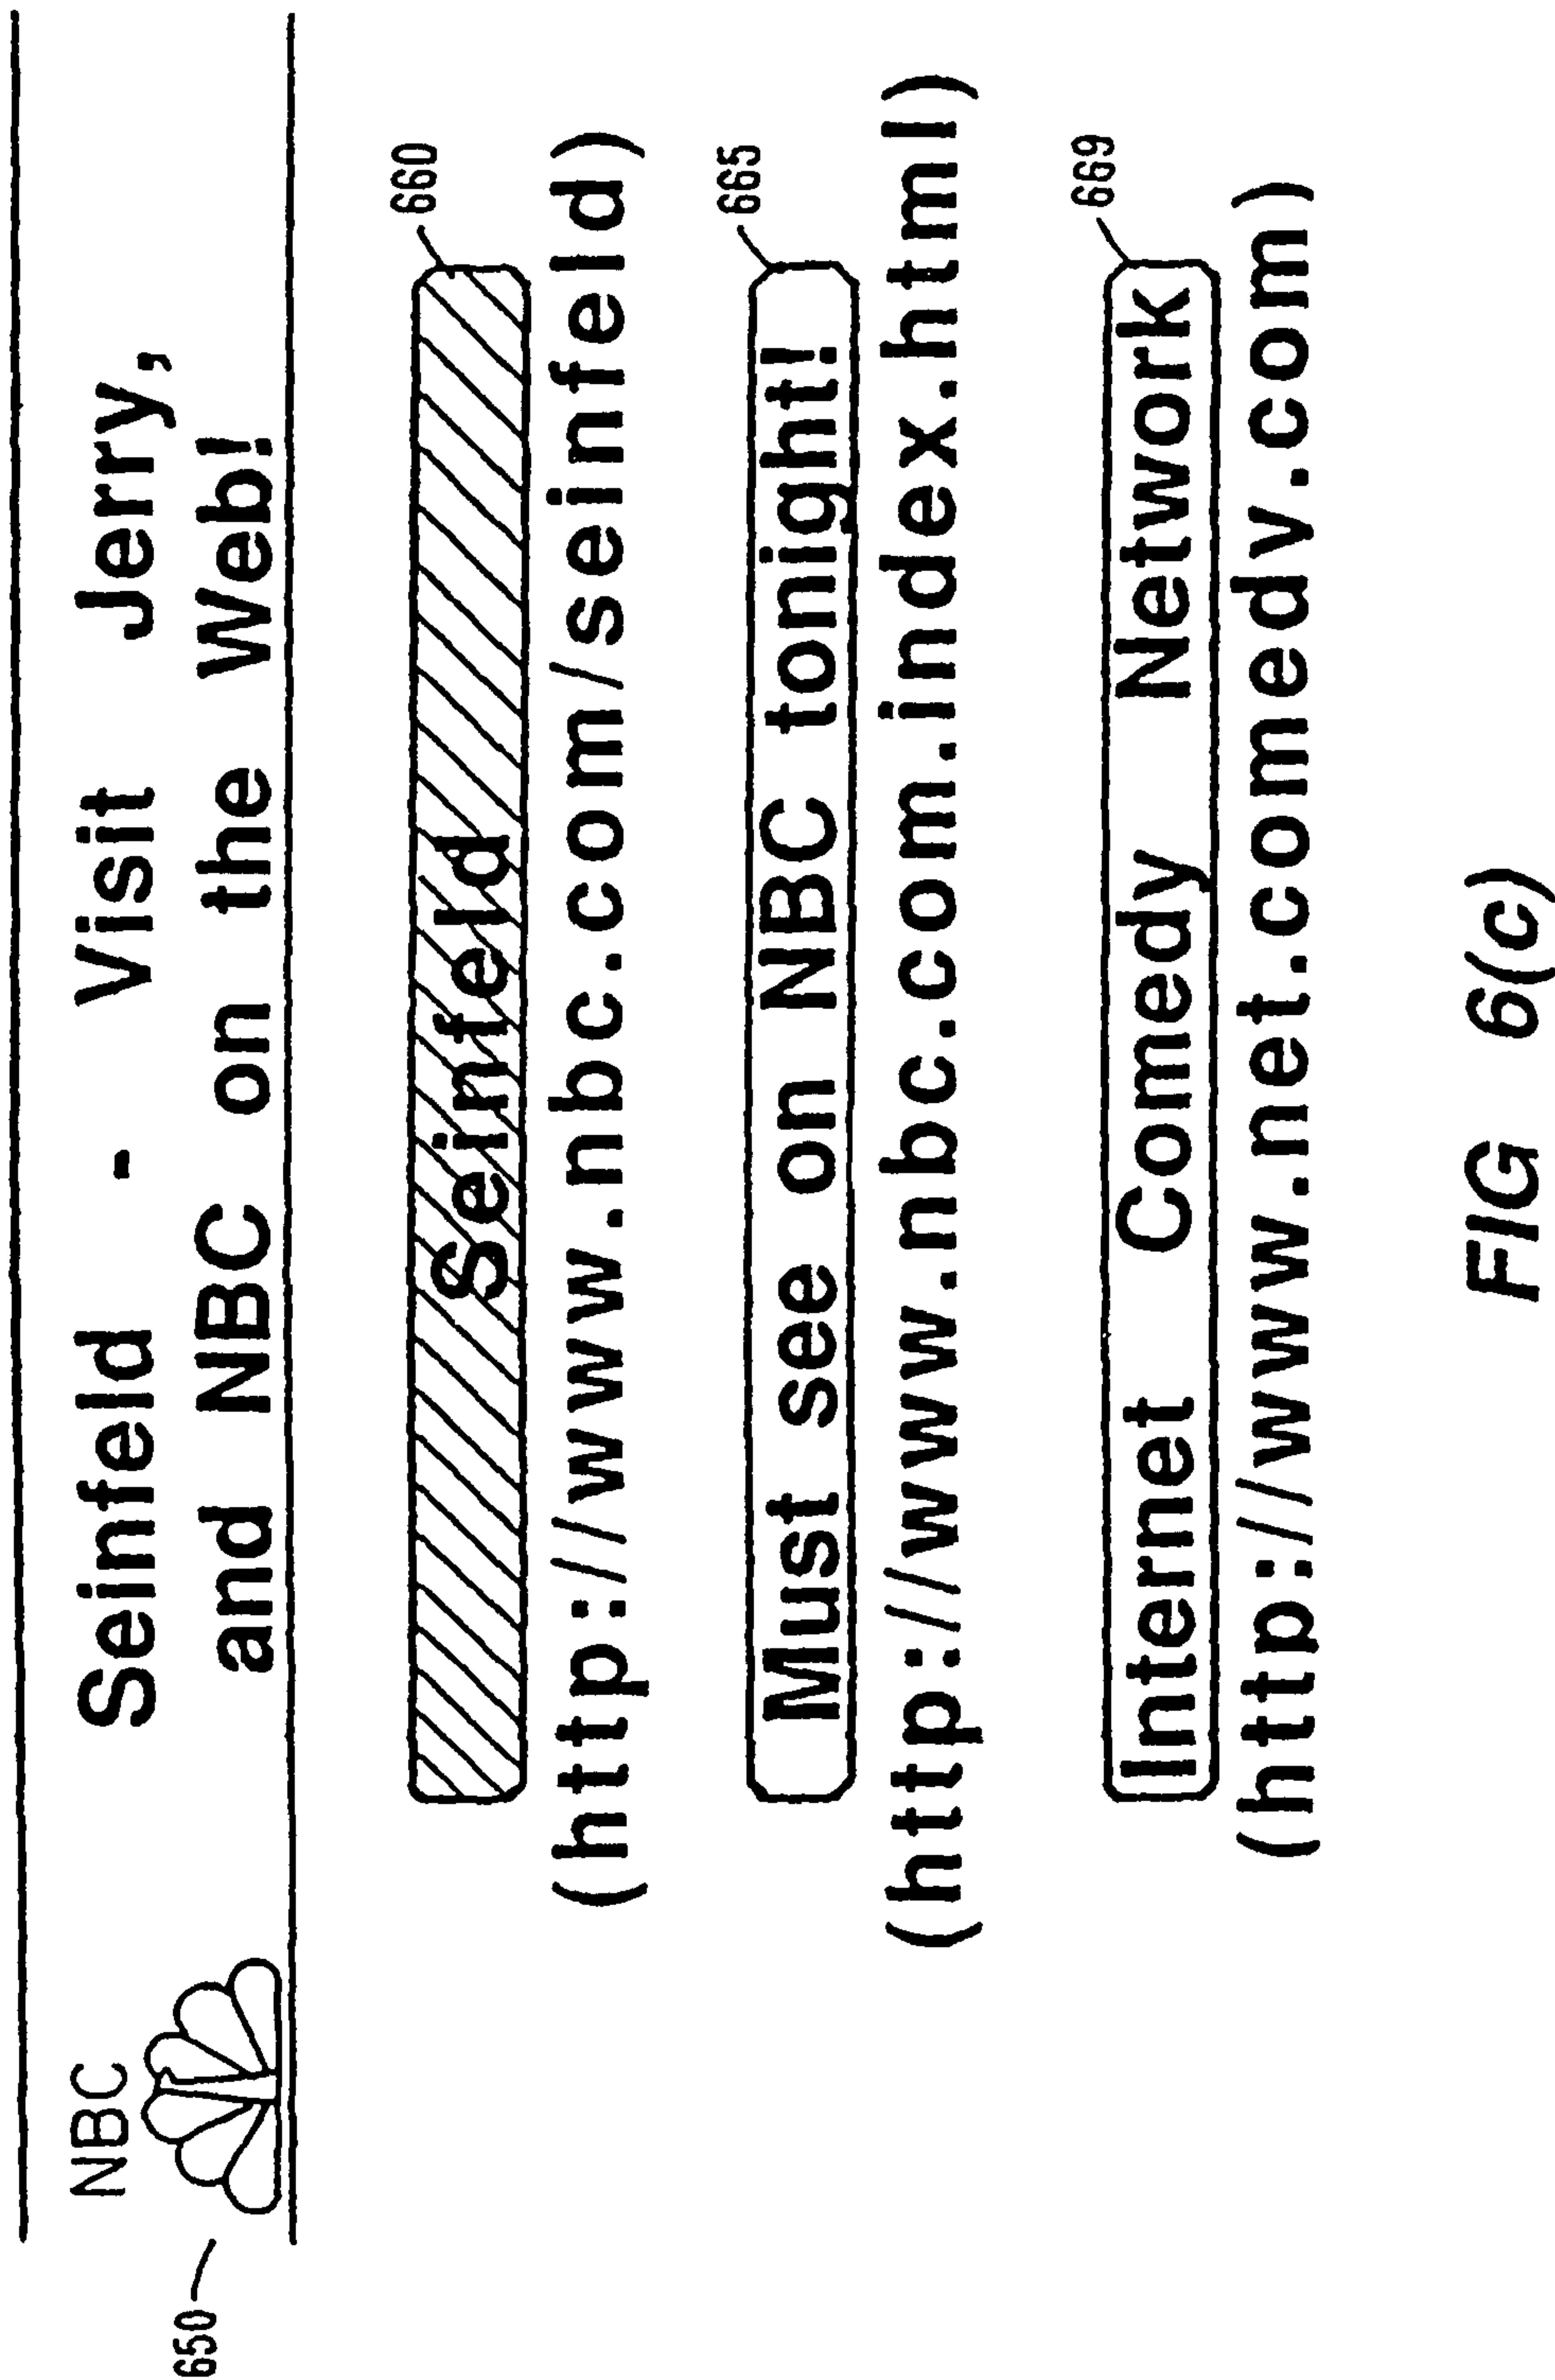 NBC
650
Seinfeld - Visit Jerry,
and NBC on the Web!
660
Seinfeld
(http://www.nbc.com/seinfeld)
665
Must see on NBC tonight!
(http://www.nbc.com.index.html)
669
Internet Comedy Network
(http://www.net.comedy.com)
FIG 6(c)